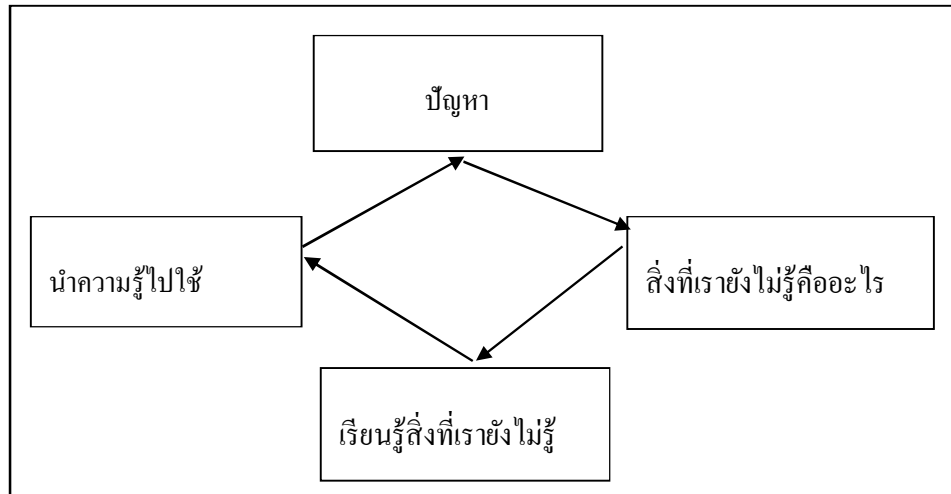 ปัญหา
นำความรู้ไปใช้
สิ่งที่เรายังไม่รู้คืออะไร
เรียนรู้สิ่งที่เรายังไม่รู้